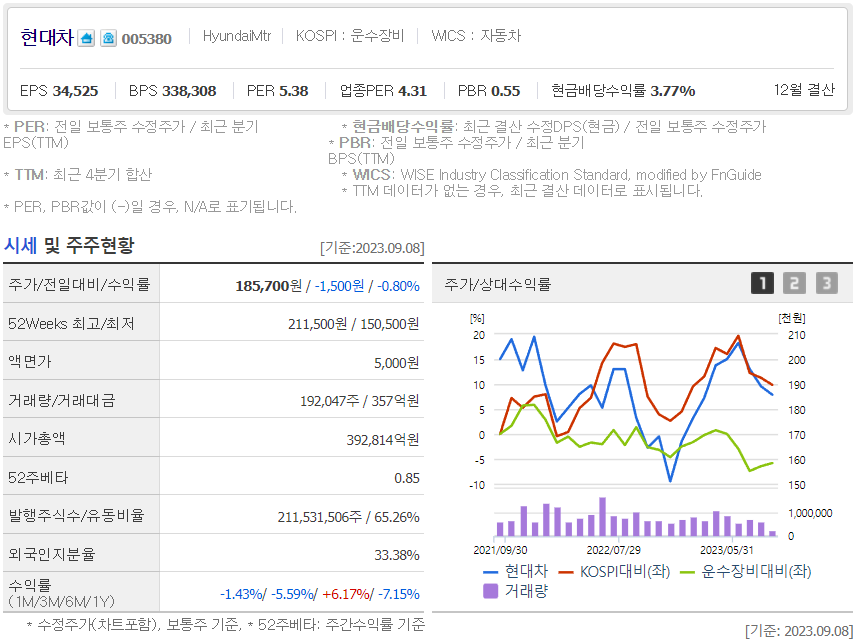 현대차 005380 HyundaiMtr KOSPI : 운수장비 WICS : 자동차
EPS 34,525 BPS 338,308 PER 5.38 업종PER 4.31 PBR 0.55 현금배당수익률 3.77% 12월 결산
* PER: 전일 보통주 수정주가 / 최근 분기
EPS(TTM)
* 현금배당수익률: 최근 결산 수정DPS(현금) / 전일 보통주 수정주가
* PBR: 전일 보통주 수정주가 / 최근 분기
BPS(TTM)
* TTM: 최근 4분기 합산
* WICS: WISE Industry Classification Standard, modified by FnGuide
* TTM 데이터가 없는 경우, 최근 결산 데이터로 표시됩니다.
* PER, PBR값이 (-)일 경우, N/A로 표기됩니다.
시세 및 주주현황 [기준:2023.09.08]
주가/전일대비/수익률 185,700원 / -1,500원 / -0.80%
52Weeks 최고/최저 211,500원 / 150,500원
액면가 5,000원
거래량/거래대금 192,047주 / 357억원
시가총액 392,814억원
52주베타 0.85
발행주식수/유동비율 211,531,506주 / 65.26%
외국인지분율 33.38%
수익률
(1M/3M/6M/1Y) -1.43%/ -5.59%/ +6.17%/ -7.15%
* 수정주가(차트포함), 보통주 기준, * 52주베타: 주간수익률 기준
주가/상대수익률 1 2 3
[%] [천원]
20 210
15 200
10 190
5 180
0 170
-5 160
-10 150
1,000,000
0
2021/09/30 2022/07/29 2023/05/31
현대차 KOSPI대비(좌) 운수장비대비(좌)
거래량
[기준: 2023.09.08]